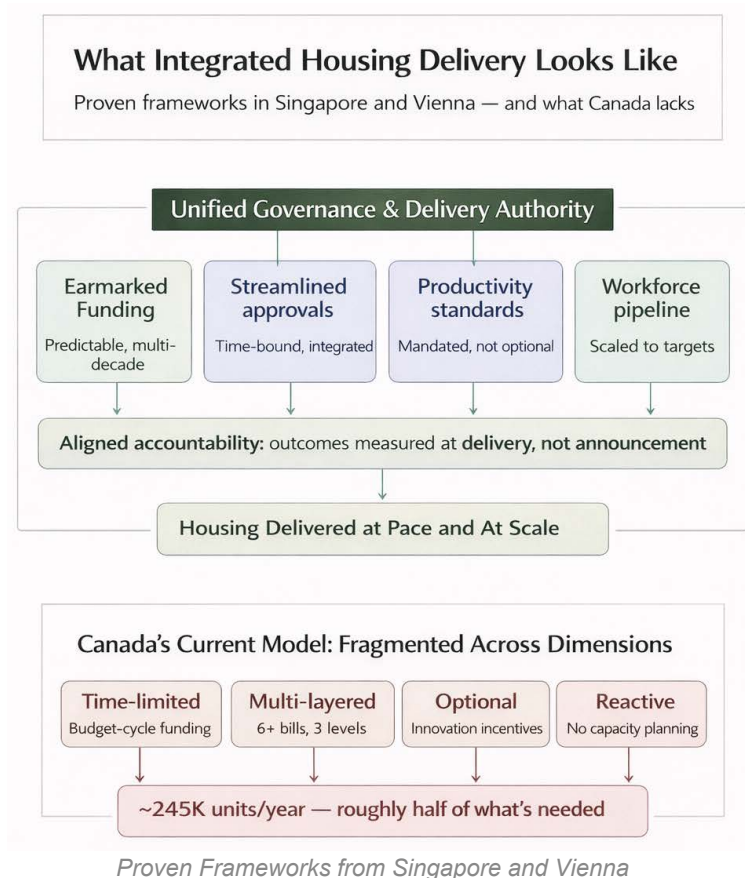 What Integrated Housing Delivery Looks Like
Proven frameworks in Singapore and Vienna — and what Canada lacks
Unified Governance & Delivery Authority
Earmarked
Funding
Predictable, multi-
decade
Streamlined
approvals
Time-bound, integrated
Productivity
standards
Mandated, not optional
Workforce
pipeline
Scaled to targets
Aligned accountability: outcomes measured at delivery, not announcement
Housing Delivered at Pace and At Scale
Canada's Current Model: Fragmented Across Dimensions
Time-limited
Budget-cycle funding
Multi-layered
6+ bills, 3 levels
Optional
Innovation incentives
Reactive
No capacity planning
~245K units/year — roughly half of what's needed
Proven Frameworks from Singapore and Vienna